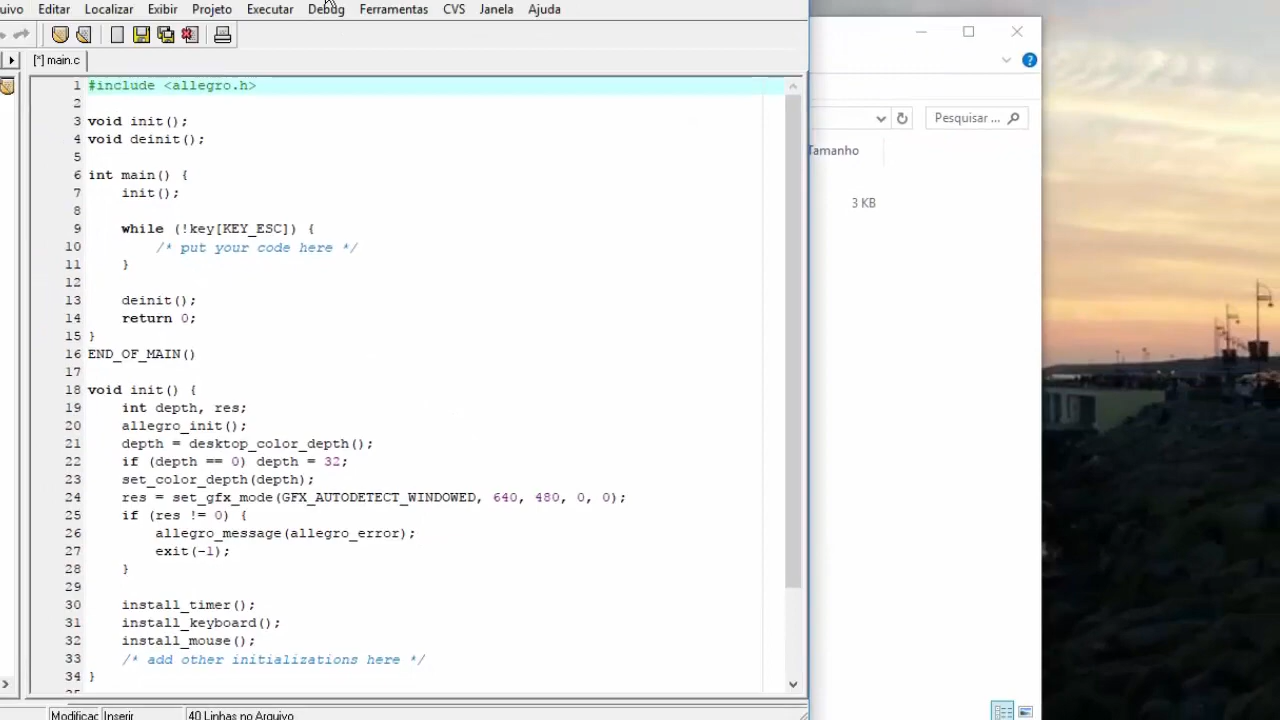 uivo Editar Localizar Exibir Projeto Executar Debug Ferramentas CVS Janela Ajuda
[*] main.c
1 #include <allegro.h>
2
3 void init();
4 void deinit();
5
6 int main() {
7 init();
8
9 while (!key[KEY_ESC]) {
10 /* put your code here */
11 }
12
13 deinit();
14 return 0;
15 }
16 END_OF_MAIN()
17
18 void init() {
19 int depth, res;
20 allegro_init();
21 depth = desktop_color_depth();
22 if (depth == 0) depth = 32;
23 set_color_depth(depth);
24 res = set_gfx_mode(GFX_AUTODETECT_WINDOWED, 640, 480, 0, 0);
25 if (res != 0) {
26 allegro_message(allegro_error);
27 exit(-1);
28 }
29
30 install_timer();
31 install_keyboard();
32 install_mouse();
33 /* add other initializations here */
34 }
Modificac Inserir 40 Linhas no Arquivo
Pesquisar ...
Tamanho
3 KB